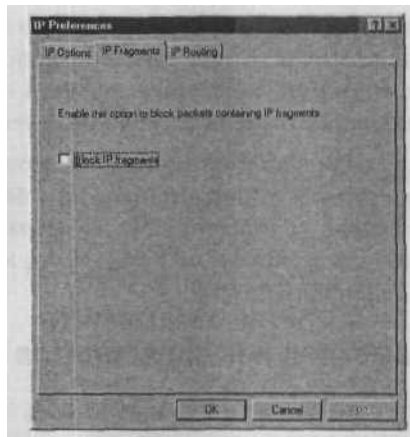 IP Preferences
IP Options IP Fragments IP Routing
Enable this option to block packets containing IP fragments
Block IP fragments
OK Cancel